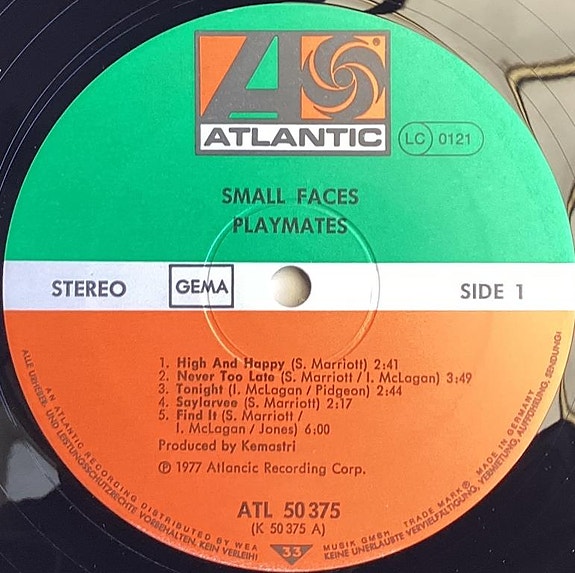 ATLANTIC
LC 0121
SMALL FACES
PLAYMATES
STEREO GEMA SIDE 1
1. High And Happy (S. Marriott) 2:41
2. Never Too Late (S. Marriott / I. McLagan) 3:49
3. Tonight (I. McLagan / Pidgeon) 2:44
4. Saylarvee (S. Marriott) 2:17
5. Find It (S. Marriott /
I. McLagan / Jones) 6:00
Produced by Kemastri
℗ 1977 Atlancic Recording Corp.
ATL 50 375
(K 50 375 A)
33
AN ATLANTIC RECORDING DISTRIBUTED BY WEA MUSIK GMBH TRADE MARK® MADE IN GERMANY
ALLE URHEBER- UND LEISTUNGSSCHUTZRECHTE VORBEHALTEN. KEIN VERLEIH! KEINE UNERLAUBTE VERVIELFÄLTIGUNG, VERMIETUNG, AUFFÜHRUNG, SENDUNG!